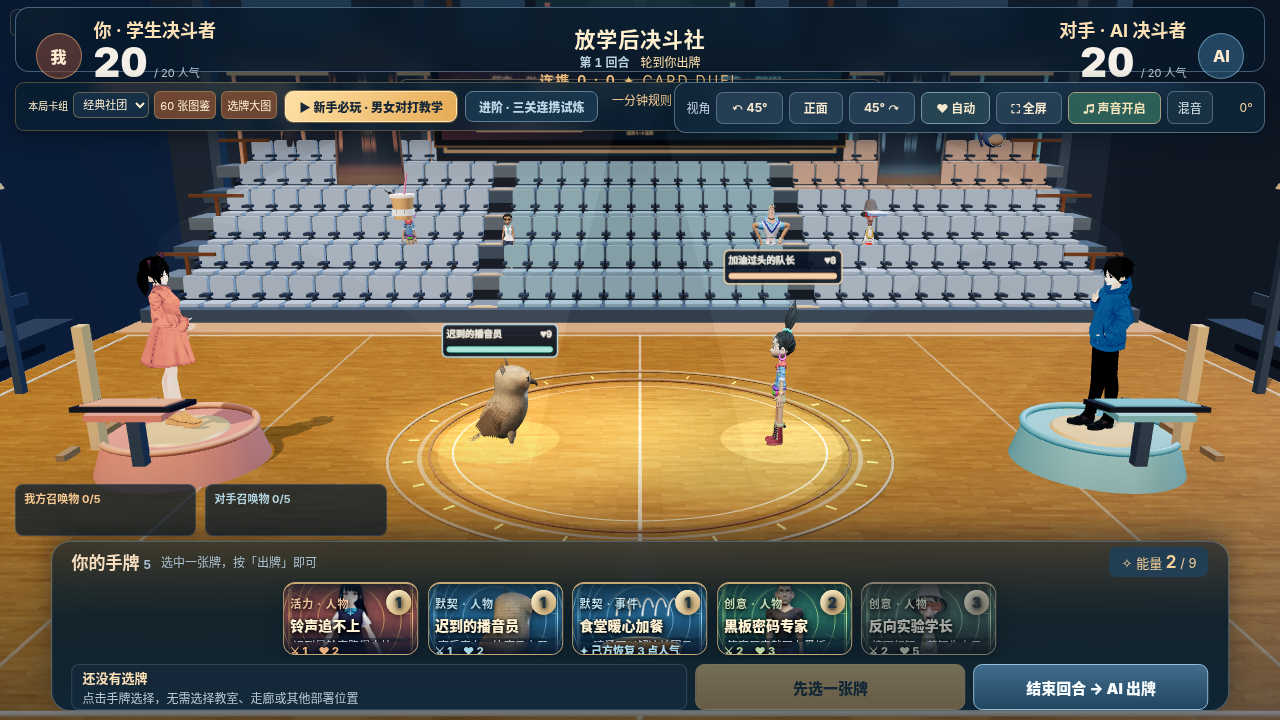 我
你 · 学生决斗者
20 / 20 人气
放学后决斗社
第 1 回合 轮到你出牌
对手 · AI 决斗者
20 / 20 人气
AI
连携 0 · 0 ✦ CARD DUEL
本局卡组
经典社团
60 张图鉴
选牌大图
▶ 新手必玩 · 男女对打教学
进阶 · 三关连携试炼
一分钟规则
视角
↶ 45°
正面
45° ↷
♥ 自动
⛶ 全屏
♫ 声音开启
混音
0°
加油过头的队长 ♥8
迟到的播音员 ♥9
我方召唤物 0/5
对手召唤物 0/5
你的手牌 5 选中一张牌，按「出牌」即可
✧ 能量 2 / 9
活力 · 人物 1
铃声追不上
⚔1 ♥2
默契 · 人物 1
迟到的播音员
⚔1 ♥2
默契 · 事件 1
食堂暖心加餐
✦ 己方恢复 3 点人气
创意 · 人物 2
黑板密码专家
⚔2 ♥3
创意 · 人物 3
反向实验学长
⚔2 ♥5
还没有选牌
点击手牌选择，无需选择教室、走廊或其他部署位置
先选一张牌
结束回合 → AI 出牌